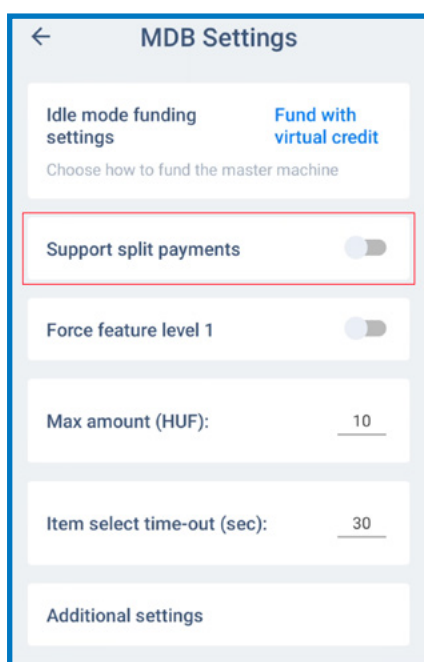 MDB Settings
Idle mode funding
settings
Fund with
virtual credit
Choose how to fund the master machine
Support split payments
Force feature level 1
Max amount (HUF):
10
Item select time-out (sec):
30
Additional settings